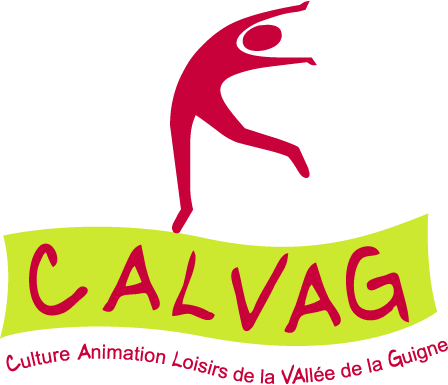 CALVAG
Culture Animation Loisirs de la VAllée de la Guigne